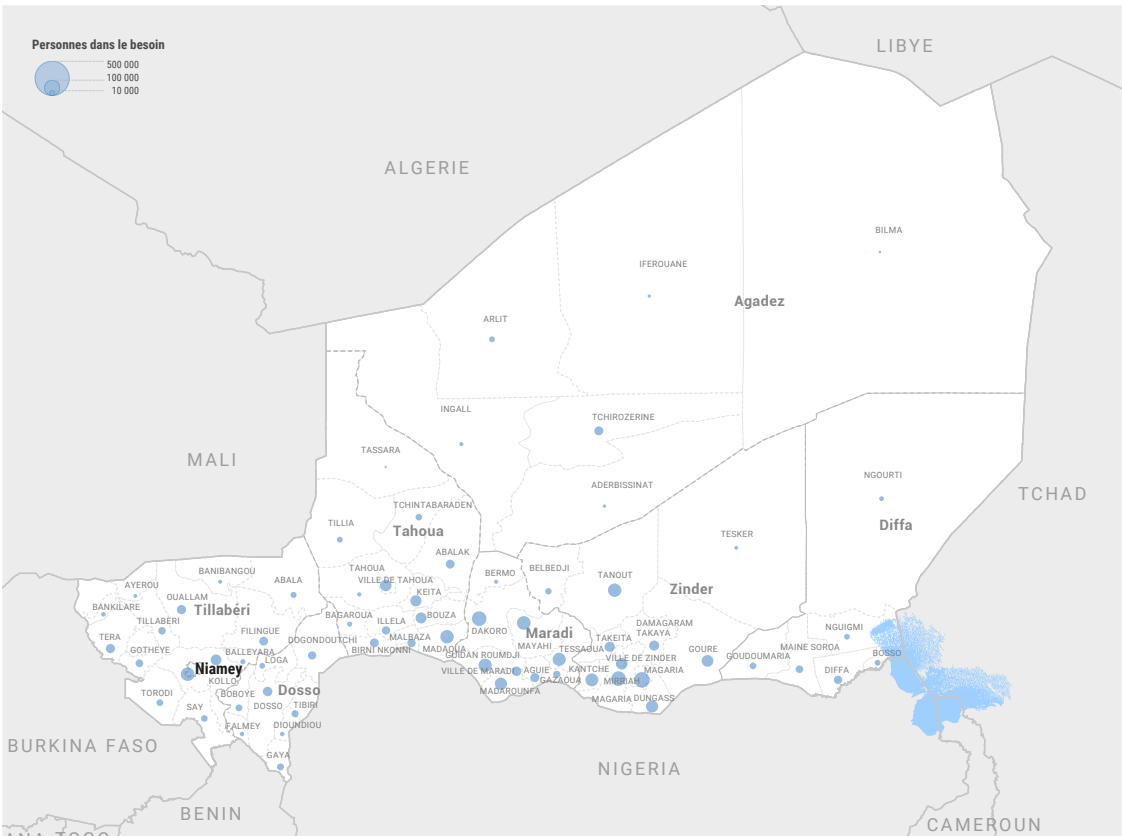 LIBYE
Personnes dans le besoin
500 000
100 000
10 000
ALGERIE
BILMA
IFEROUANE
Agadez
ARLIT
INGALL
TCHIROZERINE
TASSARA
MALI
NGOURTI
ADERBISSINAT
TCHAD
TCHINTABARADEN
TILLIA
Tahoua
Diffa
TESKER
ABALAK
BANIBANGOU
TAHOUA
BELBEDJI
BERMO
TANOUT
ABALA
VILLE DE TAHOUA
AYEROU
Zinder
KEITA
OUALLAM
BANKILARE
Tillabéri
BAGAROUA
BOUZA
TILLABERI
ILLELA
DAMAGARAM
TAKAYA
NGUIGMI
FILINGUE
DAKORO
Maradi
TERA
DOGONDOUTCHI
MALBAZA
TAKEITA
MAYAHI
TESSAOUA
MAINE SOROA
GOTHEYE
BALLEYARA
BIRNI NKONNI
MADAOUA
GOURE
GOUDOUMARIA
BOSSO
LOGA
GUIDAN ROUMDJI
VILLE DE ZINDER
Niamey
VILLE DE MARADI
AGUIE
KANTCHE
MAGARIA
DIFFA
KOLLO
GAZAOUA
MIRRIAH
TORODI
BOBOYE
Dosso
MADAROUNFA
MAGARIA
DUNGASS
SAY
DOSSO
TIBIRI
FALMEY
DIOUNDIOU
BURKINA FASO
GAYA
NIGERIA
BENIN
CAMEROUN
ANA
TOGO